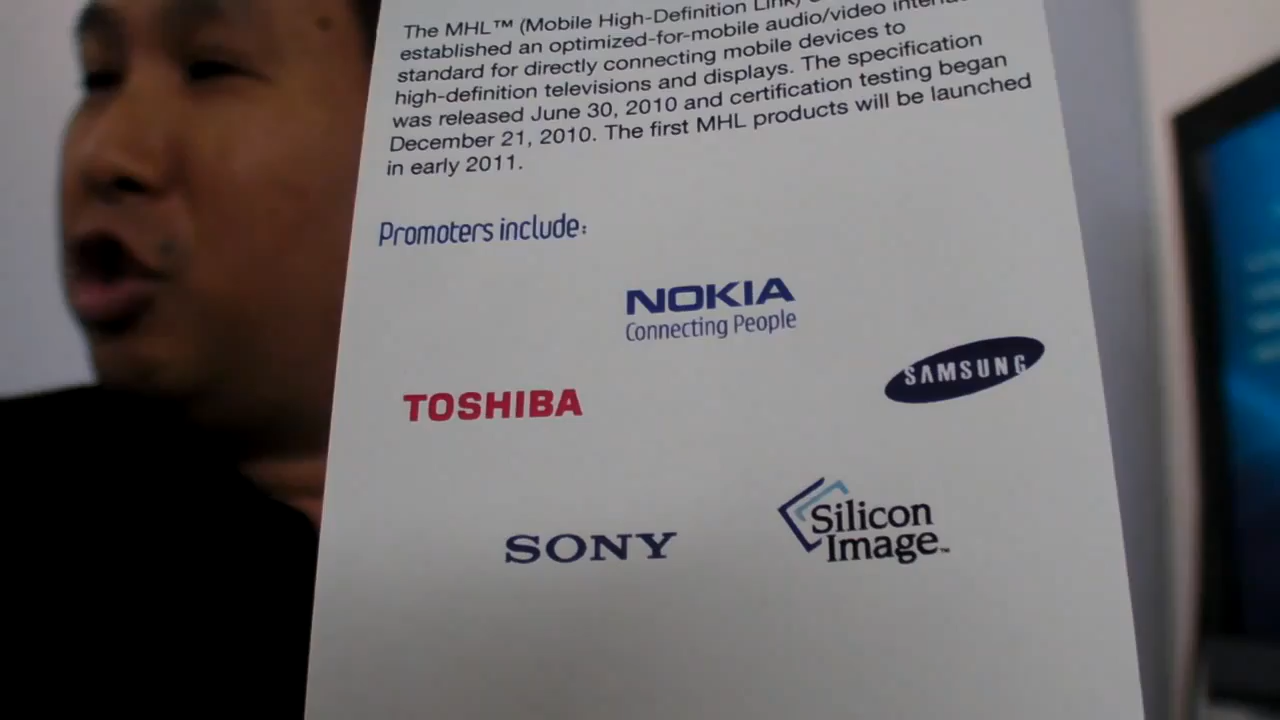 The MHL™ (Mobile High-Definition Link)
established an optimized-for-mobile audio/video
standard for directly connecting mobile devices to
high-definition televisions and displays. The specification
was released June 30, 2010 and certification testing began
December 21, 2010. The first MHL products will be launched
in early 2011.
Promoters include:
NOKIA
Connecting People
SAMSUNG
TOSHIBA
Silicon
Image™
SONY